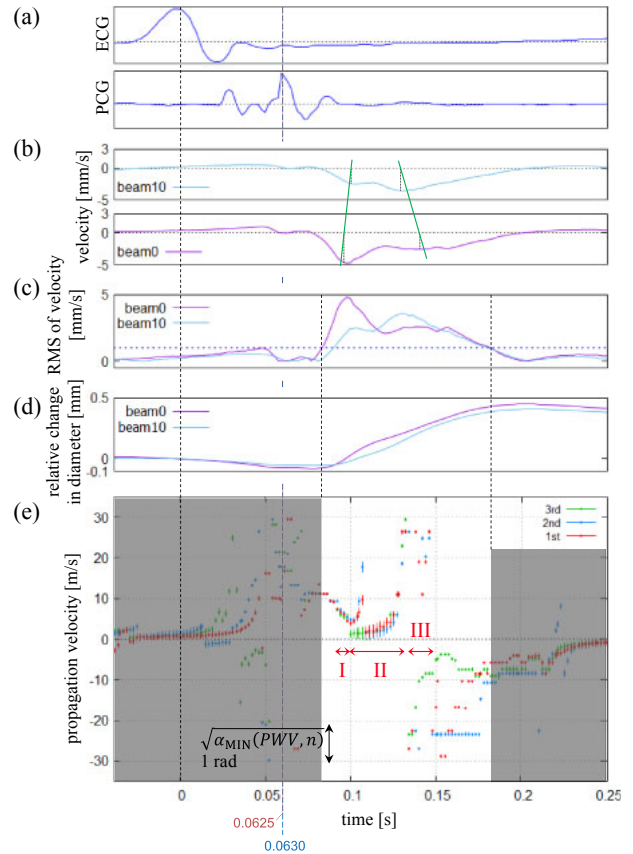 (a)
ECG
PCG
(b)
velocity [mm/s]
3
0
-5
beam10
3
0
-5
beam0
(c)
RMS of velocity
[mm/s]
5
0
beam0
beam10
(d)
relative change
in diameter [mm]
0.5
0
-0.1
beam0
beam10
(e)
propagation velocity [m/s]
30
20
10
0
-10
-20
-30
3rd
2nd
1st
I II III
√α_MIN(PWV, n)
1 rad
0 0.05 0.1 0.15 0.2 0.25
time [s]
0.0625
0.0630